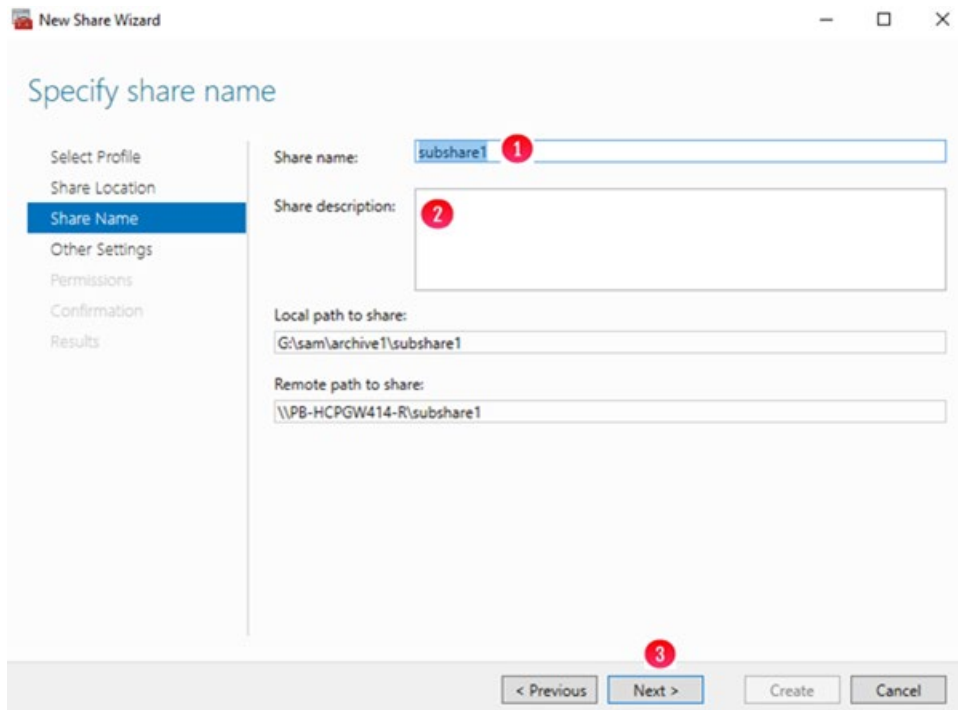 New Share Wizard
Specify share name
Select Profile
Share Location
Share Name
Other Settings
Permissions
Confirmation
Results
Share name:
subshare1
1
Share description:
2
Local path to share:
G:\sam\archive1\subshare1
Remote path to share:
\\PB-HCPGW414-R\subshare1
3
< Previous
Next >
Create
Cancel